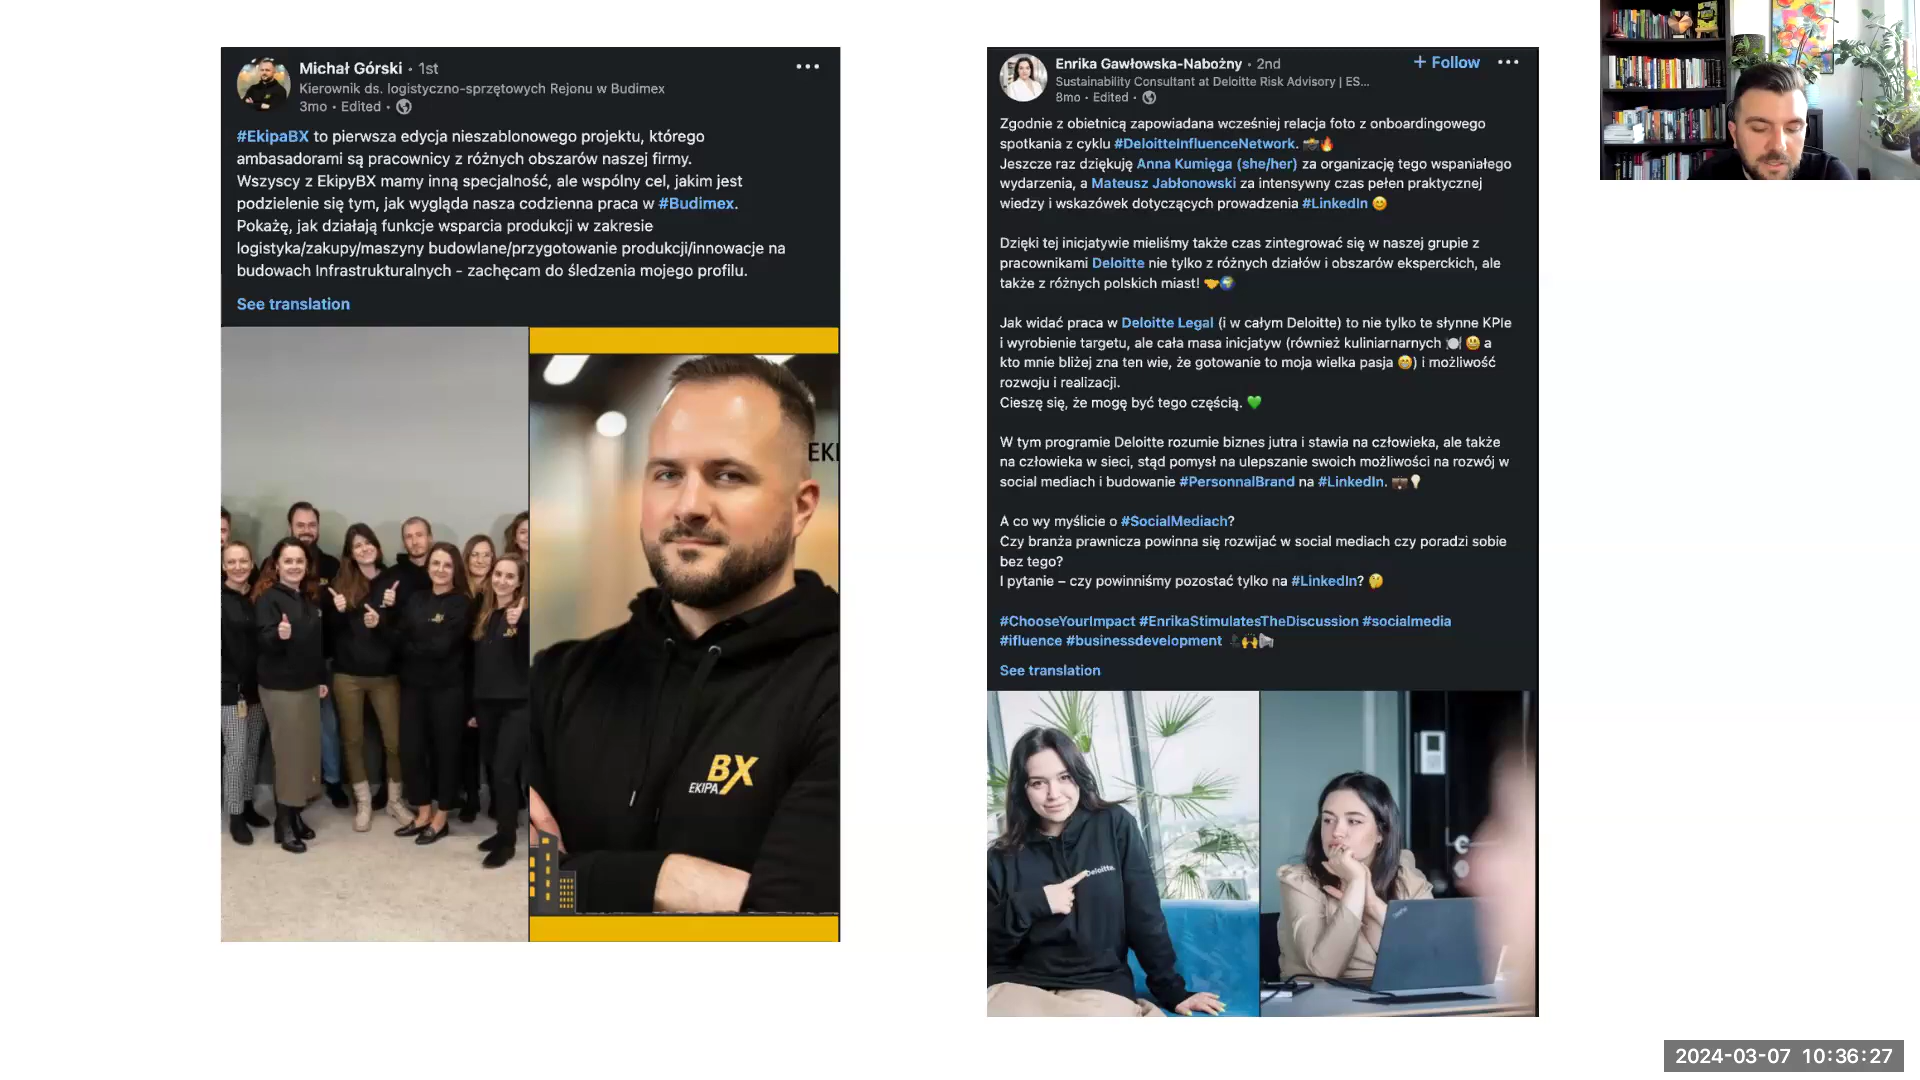 Michał Górski • 1st
Kierownik ds. logistyczno-sprzętowych Rejonu w Budimex
3mo • Edited •
#EkipaBX to pierwsza edycja nieszablonowego projektu, którego
ambasadorami są pracownicy z różnych obszarów naszej firmy.
Wszyscy z EkipyBX mamy inną specjalność, ale wspólny cel, jakim jest
podzielenie się tym, jak wygląda nasza codzienna praca w #Budimex.
Pokażę, jak działają funkcje wsparcia produkcji w zakresie
logistyka/zakupy/maszyny budowlane/przygotowanie produkcji/innowacje na
budowach Infrastrukturalnych - zachęcam do śledzenia mojego profilu.
See translation
EKI
BX
EKIPA
Enrika Gawłowska-Nabożny • 2nd
+ Follow
Sustainability Consultant at Deloitte Risk Advisory | ES...
8mo • Edited •
Zgodnie z obietnicą zapowiadana wcześniej relacja foto z onboardingowego
spotkania z cyklu #DeloitteInfluenceNetwork. 📸🔥
Jeszcze raz dziękuję Anna Kumięga (she/her) za organizację tego wspaniałego
wydarzenia, a Mateusz Jabłonowski za intensywny czas pełen praktycznej
wiedzy i wskazówek dotyczących prowadzenia #LinkedIn 😊
Dzięki tej inicjatywie mieliśmy także czas zintegrować się w naszej grupie z
pracownikami Deloitte nie tylko z różnych działów i obszarów eksperckich, ale
także z różnych polskich miast! 🤝🌍
Jak widać praca w Deloitte Legal (i w całym Deloitte) to nie tylko te słynne KPIe
i wyrobienie targetu, ale cała masa inicjatyw (również kuliniarnarnych 🍽️ 😃 a
kto mnie bliżej zna ten wie, że gotowanie to moja wielka pasja 😁) i możliwość
rozwoju i realizacji.
Cieszę się, że mogę być tego częścią. 💚
W tym programie Deloitte rozumie biznes jutra i stawia na człowieka, ale także
na człowieka w sieci, stąd pomysł na ulepszanie swoich możliwości na rozwój w
social mediach i budowanie #PersonnalBrand na #LinkedIn. 💼💡
A co wy myślicie o #SocialMediach?
Czy branża prawnicza powinna się rozwijać w social mediach czy poradzi sobie
bez tego?
I pytanie – czy powinniśmy pozostać tylko na #LinkedIn? 🤔
#ChooseYourImpact #EnrikaStimulatesTheDiscussion #socialmedia
#ifluence #businessdevelopment
See translation
Deloitte.
2024-03-07 10:36:27